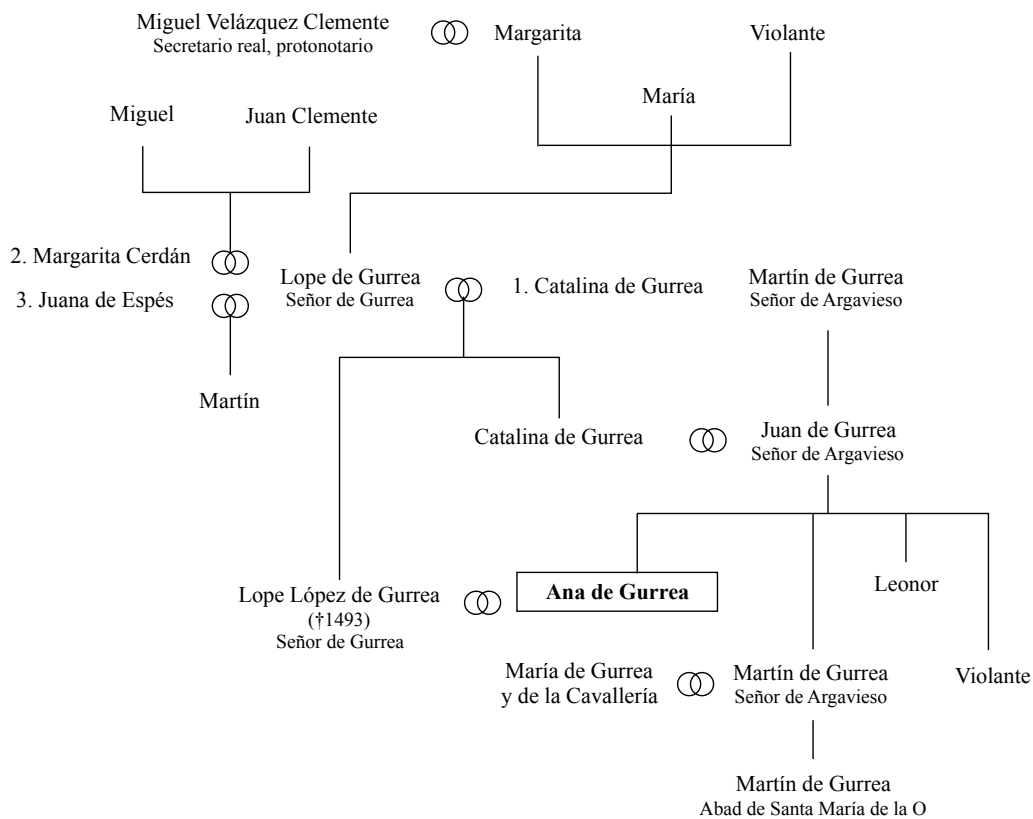 Miguel Velázquez Clemente
Secretario real, protonotario
Margarita
Violante
María
Miguel
Juan Clemente
2. Margarita Cerdán
3. Juana de Espés
Martín
Lope de Gurrea
Señor de Gurrea
1. Catalina de Gurrea
Martín de Gurrea
Señor de Argavieso
Catalina de Gurrea
Juan de Gurrea
Señor de Argavieso
Lope López de Gurrea
(†1493)
Señor de Gurrea
Ana de Gurrea
Leonor
María de Gurrea
y de la Cavallería
Martín de Gurrea
Señor de Argavieso
Violante
Martín de Gurrea
Abad de Santa María de la O